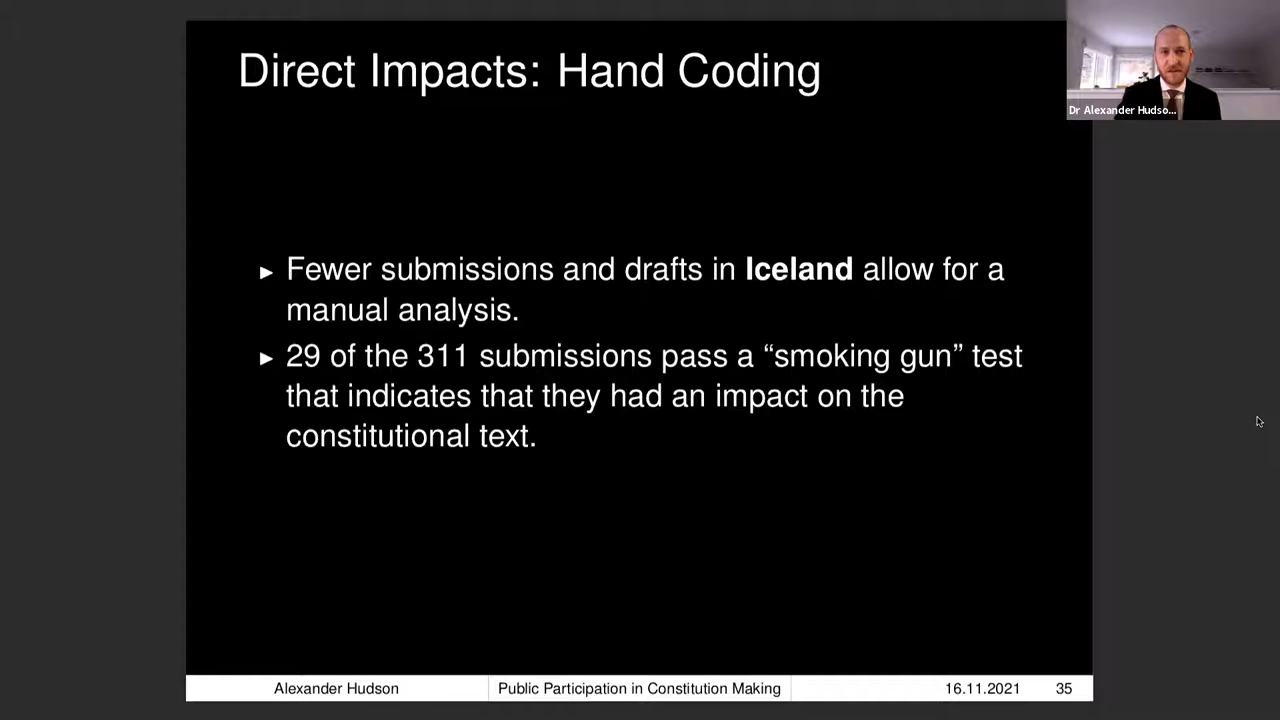 Direct Impacts: Hand Coding
Dr Alexander Hudso...
▸ Fewer submissions and drafts in Iceland allow for a
manual analysis.
▸ 29 of the 311 submissions pass a “smoking gun” test
that indicates that they had an impact on the
constitutional text.
Alexander Hudson Public Participation in Constitution Making 16.11.2021 35